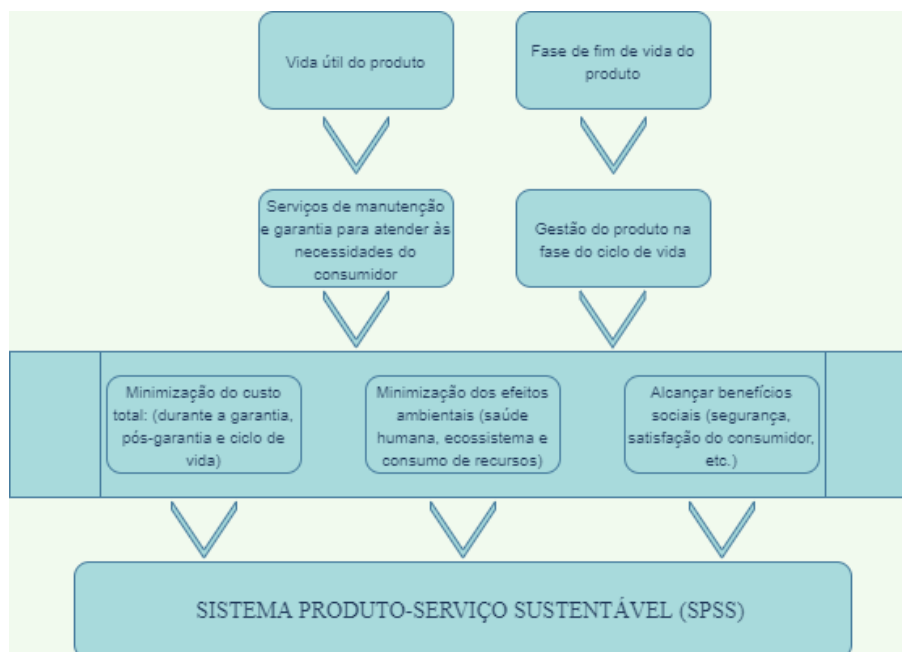 Vida útil do produto
Fase de fim de vida do
produto
Serviços de manutenção
e garantia para atender às
necessidades do
consumidor
Gestão do produto na
fase do ciclo de vida
Minimização do custo
total: (durante a garantia,
pós-garantia e ciclo de
vida)
Minimização dos efeitos
ambientais (saúde
humana, ecossistema e
consumo de recursos)
Alcançar benefícios
sociais (segurança,
satisfação do consumidor,
etc.)
SISTEMA PRODUTO-SERVIÇO SUSTENTÁVEL (SPSS)